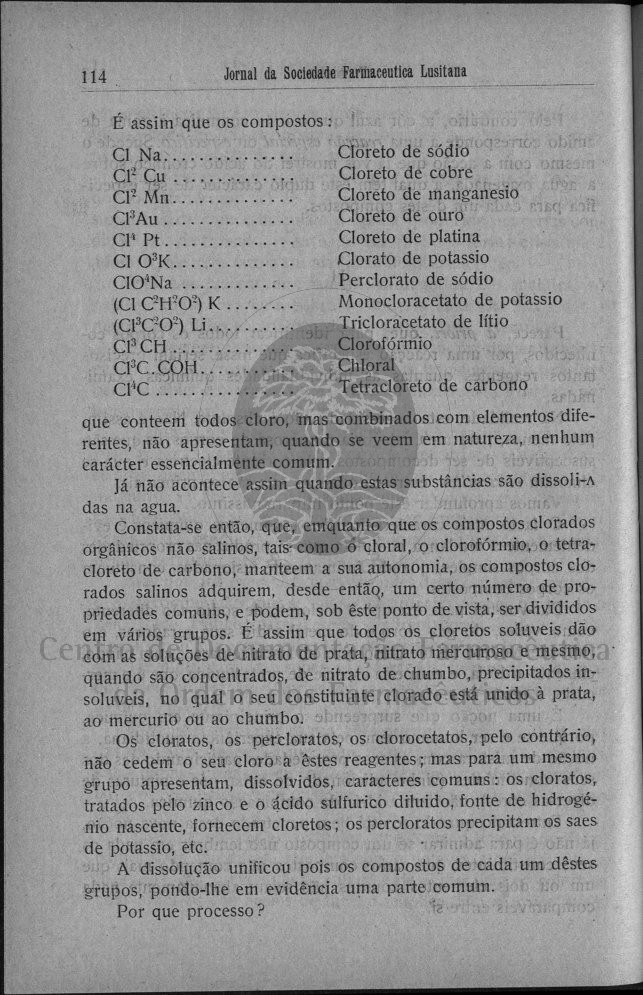 114
Jornal da Sociedade Farmaceutica Lusitana
É assim que os compostos:
Cl Na............... Cloreto de sódio
Cl² Cu .............. Cloreto de cobre
Cl² Mn.............. Cloreto de manganesio
Cl³Au ............... Cloreto de ouro
Cl⁴ Pt............... Cloreto de platina
Cl O³K.............. Clorato de potassio
ClO⁴Na ............. Perclorato de sódio
(Cl C²H²O²) K ........ Monocloracetato de potassio
(Cl³C²O²) Li.......... Tricloracetato de lítio
Cl³ CH .............. Clorofórmio
Cl³C.COH........... Chloral
Cl⁴C ................ Tetracloreto de carbono
que conteem todos cloro, mas combinados com elementos dife-
rentes, não apresentam, quando se veem em natureza, nenhum
carácter essencialmente comum.
Já não acontece assim quando estas substâncias são dissoli-
das na agua.
Constata-se então, que, emquanto que os compostos clorados
orgânicos não salinos, tais como o cloral, o clorofórmio, o tetra-
cloreto de carbono, manteem a sua autonomia, os compostos clo-
rados salinos adquirem, desde então, um certo número de pro-
priedades comuns, e podem, sob êste ponto de vista, ser divididos
em vários grupos. É assim que todos os cloretos soluveis dão
com as soluções de nitrato de prata, nitrato mercuroso e mesmo,
quando são concentrados, de nitrato de chumbo, precipitados in-
soluveis, no qual o seu constituinte clorado está unido à prata,
ao mercurio ou ao chumbo.
Os cloratos, os percloratos, os clorocetatos, pelo contrário,
não cedem o seu cloro a êstes reagentes; mas para um mesmo
grupo apresentam, dissolvidos, caracteres comuns: os cloratos,
tratados pelo zinco e o ácido sulfurico diluido, fonte de hidrogé-
nio nascente, fornecem cloretos; os percloratos precipitam os saes
de potassio, etc.
A dissolução unificou pois os compostos de cada um dêstes
grupos, pondo-lhe em evidência uma parte comum.
Por que processo?